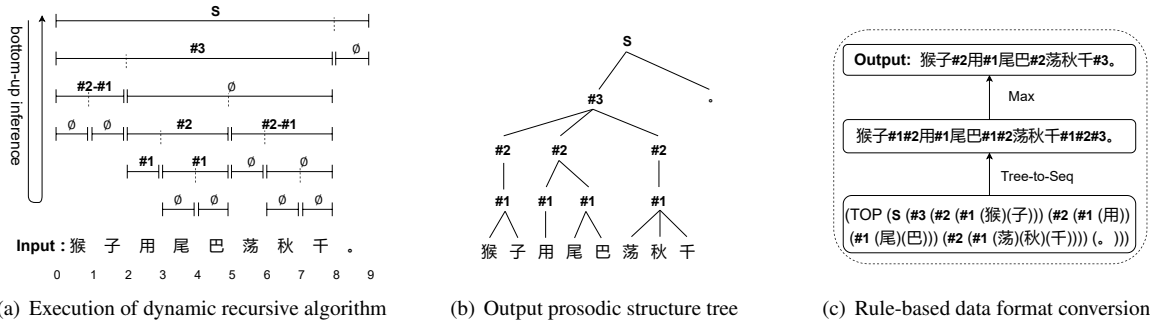 S
#3 ∅
#2-#1 ∅
∅ ∅ #2 #2-#1
#1 #1 ∅ ∅
∅ ∅ ∅ ∅
bottom-up inference
Input : 猴 子 用 尾 巴 荡 秋 千 。
0 1 2 3 4 5 6 7 8 9
(a) Execution of dynamic recursive algorithm
S
#3 。
#2 #2 #2
#1 #1 #1 #1
猴 子 用 尾 巴 荡 秋 千
(b) Output prosodic structure tree
Output: 猴子#2用#1尾巴#2荡秋千#3。
Max
猴子#1#2用#1尾巴#1#2荡秋千#1#2#3。
Tree-to-Seq
(TOP (S (#3 (#2 (#1 (猴)(子))) (#2 (#1 (用))
(#1 (尾)(巴))) (#2 (#1 (荡)(秋)(千)))) (。)))
(c) Rule-based data format conversion